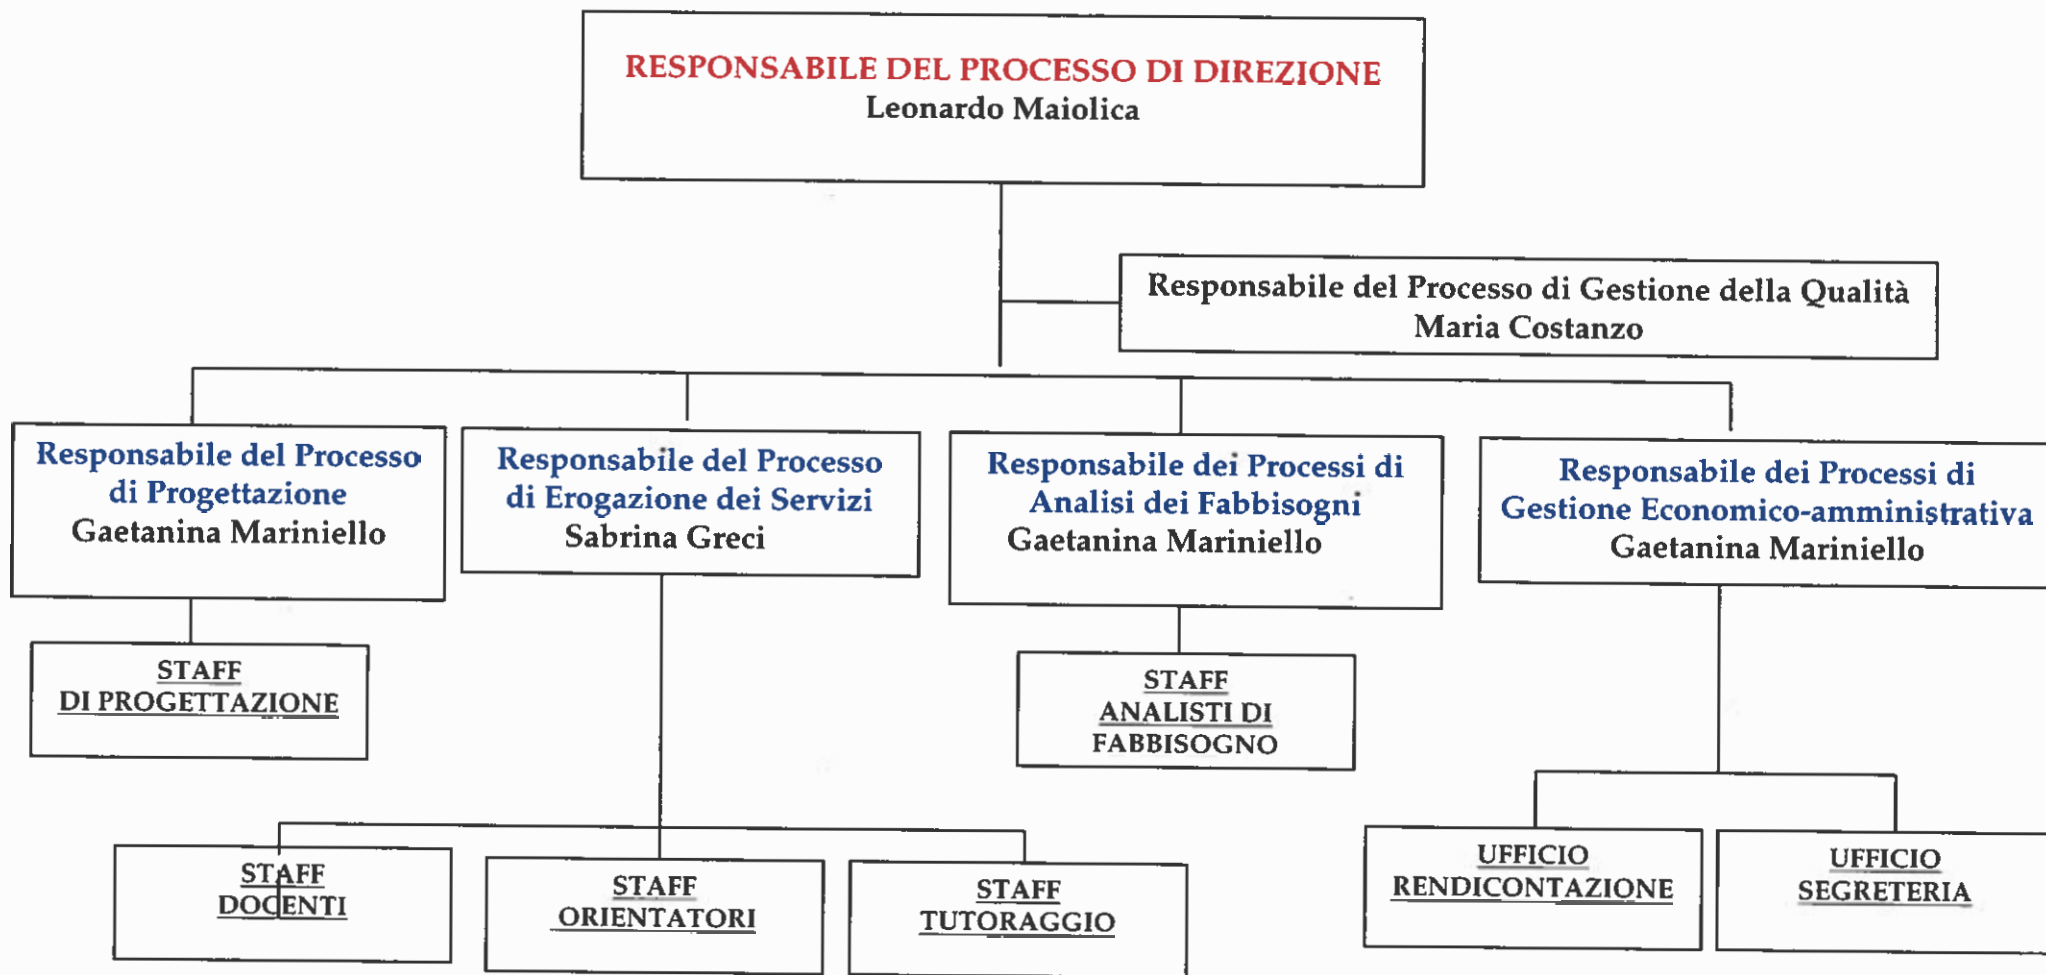 RESPONSABILE DEL PROCESSO DI DIREZIONE
Leonardo Maiolica
Responsabile del Processo di Gestione della Qualità
Maria Costanzo
Responsabile del Processo
di Progettazione
Gaetanina Mariniello
Responsabile del Processo
di Erogazione dei Servizi
Sabrina Greci
Responsabile dei Processi di
Analisi dei Fabbisogni
Gaetanina Mariniello
Responsabile dei Processi di
Gestione Economico-amministrativa
Gaetanina Mariniello
STAFF
DI PROGETTAZIONE
STAFF
ANALISTI DI
FABBISOGNO
STAFF
DOCENTI
STAFF
ORIENTATORI
STAFF
TUTORAGGIO
UFFICIO
RENDICONTAZIONE
UFFICIO
SEGRETERIA